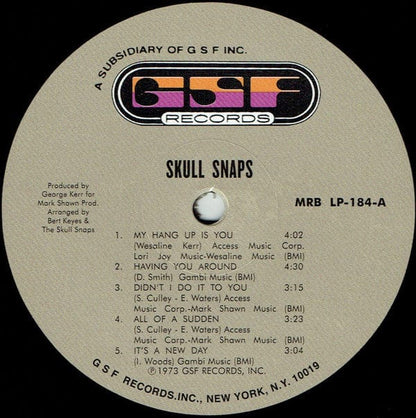 A SUBSIDIARY OF G S F INC.
GSF
RECORDS
SKULL SNAPS
Produced by
George Kerr for
Mark Shawn Prod.
Arranged by
Bert Keyes &
The Skull Snaps
MRB LP-184-A
1. MY HANG UP IS YOU 4:02
(Wesaline Kerr) Access Music Corp.
Lori Joy Music-Wesaline Music (BMI)
2. HAVING YOU AROUND 4:30
(D. Smith) Gambi Music (BMI)
3. DIDN'T I DO IT TO YOU 3:15
(S. Culley - E. Waters) Access
Music Corp.-Mark Shawn Music (BMI)
4. ALL OF A SUDDEN 3:23
(S. Culley - E. Waters) Access
Music Corp.-Mark Shawn Music (BMI)
5. IT'S A NEW DAY 3:04
(I. Woods) Gambi Music (BMI)
Ⓟ 1973 GSF RECORDS, INC.
G S F RECORDS.INC., NEW YORK, N.Y. 10019